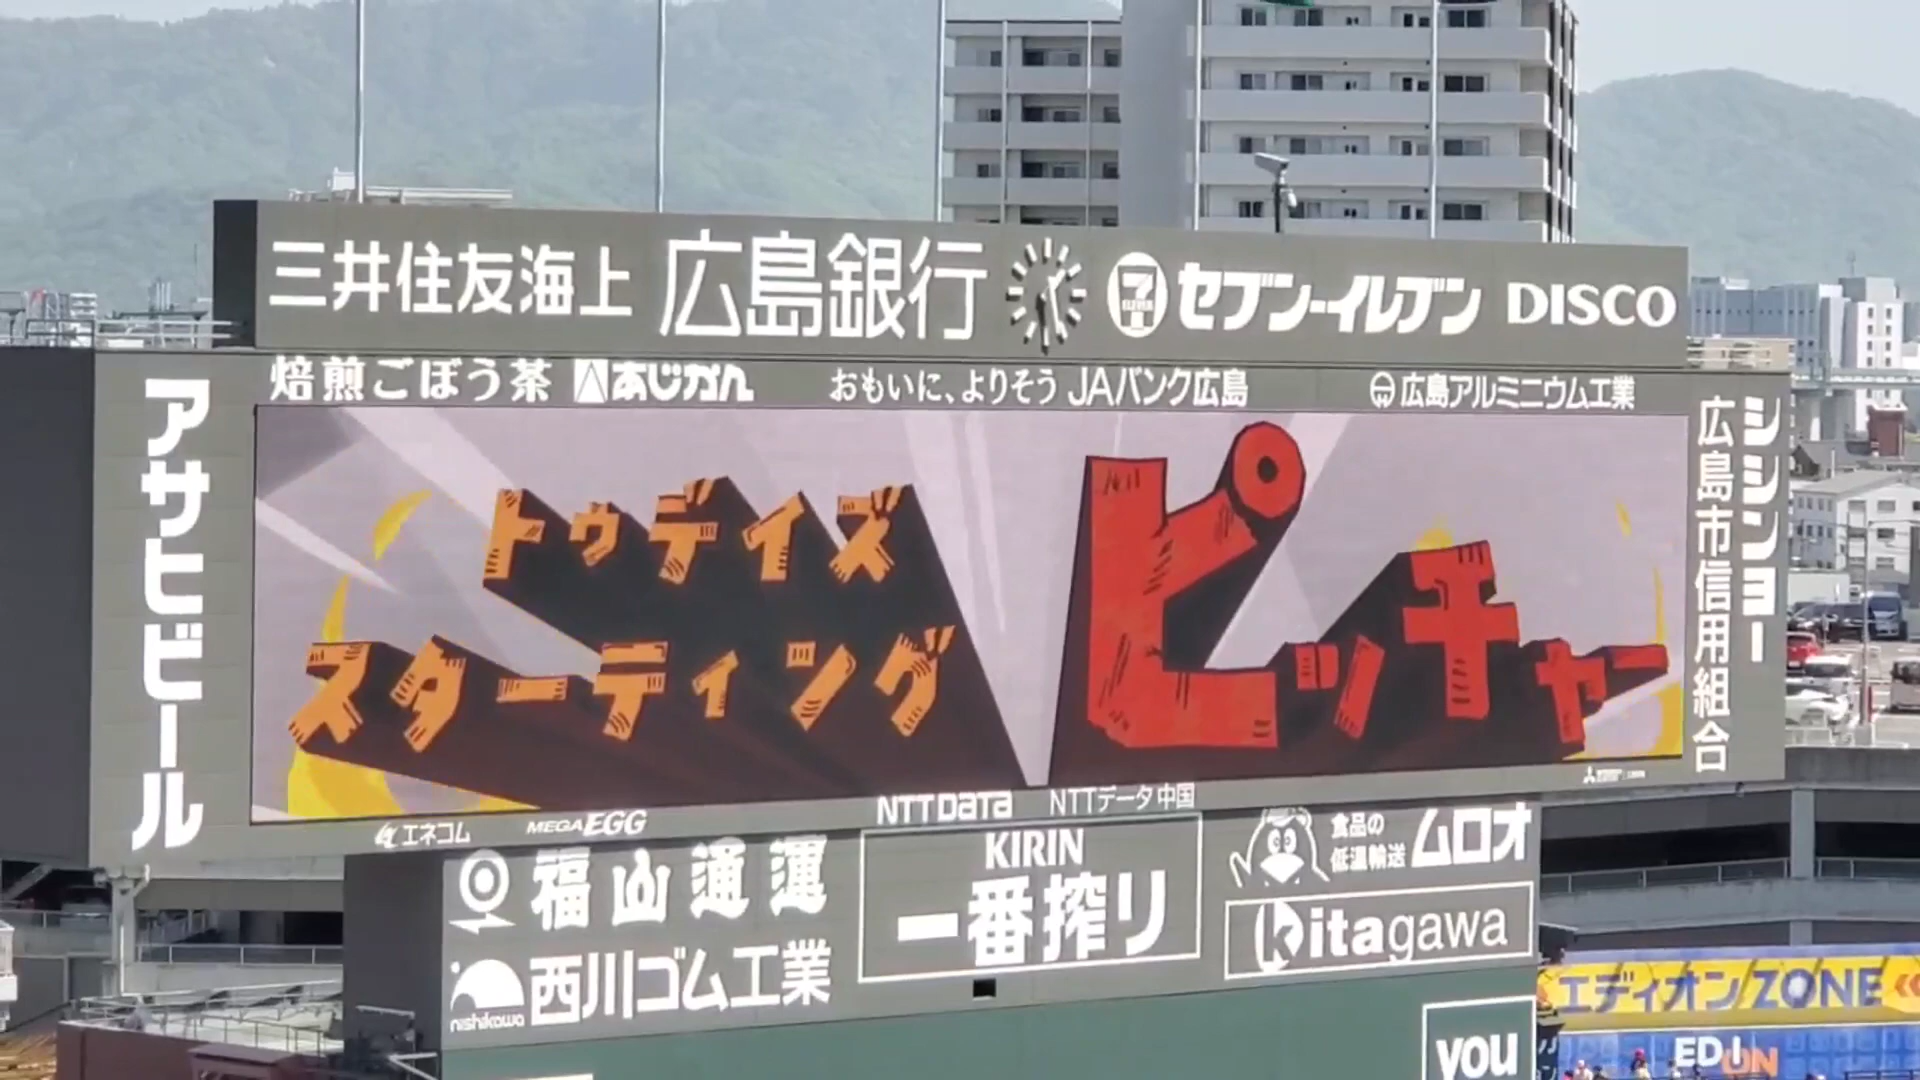 三井住友海上 広島銀行 7 ELEVEN セブン-イレブン DISCO
焙煎ごぼう茶 あじかん おもいに、よりそう JAバンク広島 広島アルミニウム工業
アサヒビール
トゥデイズ
スターティング
ピッチャー
シシンヨー
広島市信用組合
エネコム MEGA EGG NTT DATA NTTデータ中国
福山通運
nishikawa 西川ゴム工業
KIRIN
一番搾り
食品の
低温輸送 ムロオ
kitagawa
エディオン ZONE
EDION
you